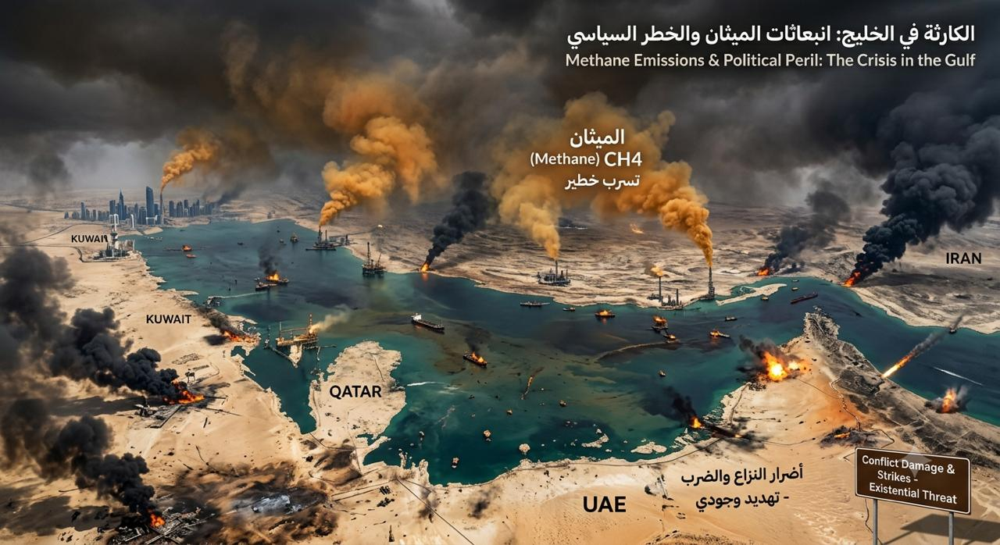 الكارثة في الخليج: انبعاثات الميثان والخطر السياسي
Methane Emissions & Political Peril: The Crisis in the Gulf
الميثان
(Methane) CH4
تسرب خطير
KUWAIT
IRAN
KUWAIT
QATAR
أضرار النزاع والضرب
- تهديد وجودي
UAE
Conflict Damage &
Strikes -
Existential Threat